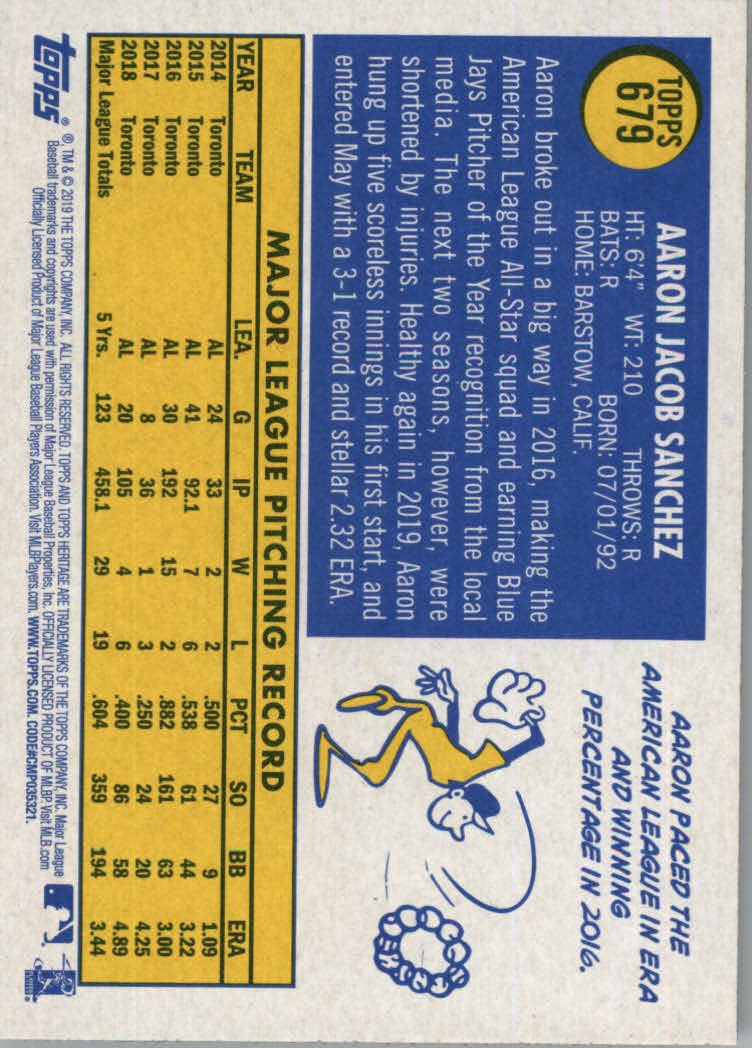 TOPPS
679
AARON JACOB SANCHEZ
HT: 6'4" WT: 210 THROWS: R
BATS: R BORN: 07/01/92
HOME: BARSTOW, CALIF.
Aaron broke out in a big way in 2016, making the
American League All-Star squad and earning Blue
Jays Pitcher of the Year recognition from the local
media. The next two seasons, however, were
shortened by injuries. Healthy again in 2019, Aaron
hung up five scoreless innings in his first start, and
entered May with a 3-1 record and stellar 2.32 ERA.
AARON PACED THE
AMERICAN LEAGUE IN ERA
AND WINNING
PERCENTAGE IN 2016.
MAJOR LEAGUE PITCHING RECORD
YEAR TEAM LEA. G IP W L PCT SO BB ERA
2014 Toronto AL 24 33 2 2 .500 27 9 1.09
2015 Toronto AL 41 92.1 7 6 .538 61 44 3.22
2016 Toronto AL 30 192 15 2 .882 161 63 3.00
2017 Toronto AL 8 36 1 3 .250 24 20 4.25
2018 Toronto AL 20 105 4 6 .400 86 58 4.89
Major League Totals 5 Yrs. 123 458.1 29 19 .604 359 194 3.44
topps
®, TM & © 2019 THE TOPPS COMPANY, INC. ALL RIGHTS RESERVED. TOPPS AND TOPPS HERITAGE ARE TRADEMARKS OF THE TOPPS COMPANY, INC. Major League
Baseball trademarks and copyrights are used with permission of Major League Baseball Properties, Inc. OFFICIALLY LICENSED PRODUCT OF MLBP. Visit MLB.com
Officially Licensed Product of Major League Baseball Players Association. Visit MLBPlayers.com. WWW.TOPPS.COM. CODE#CMP035321.